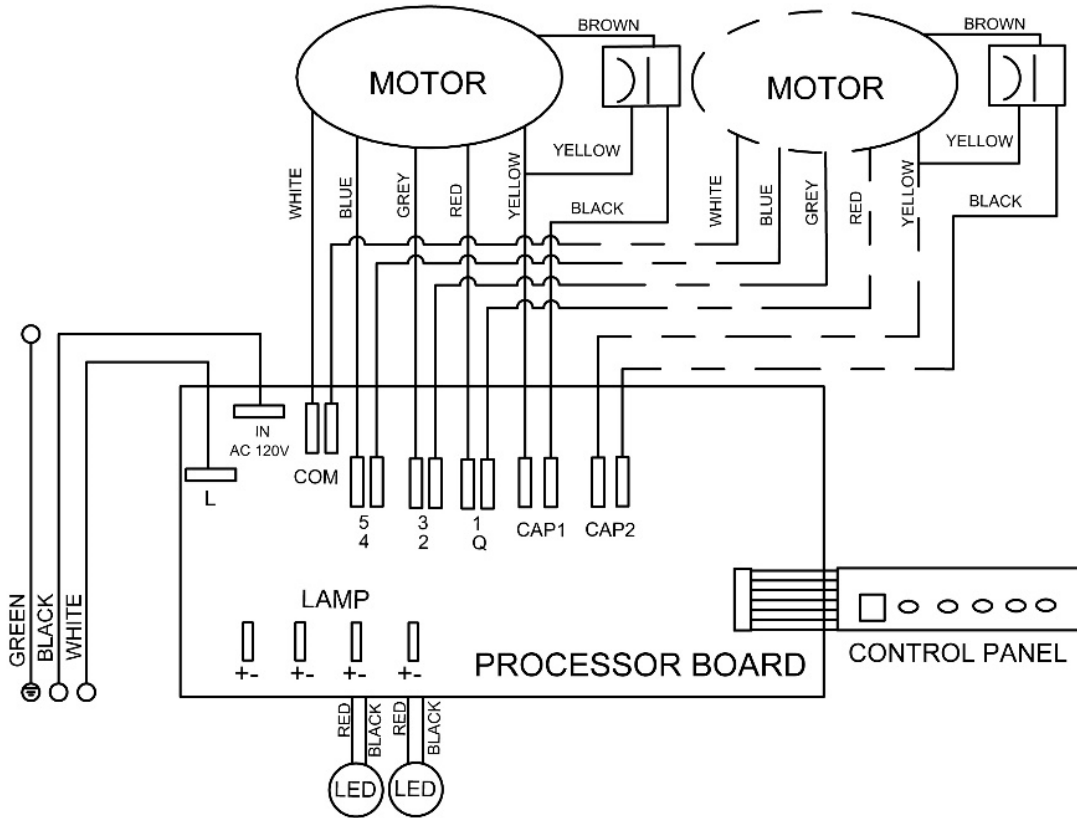 BROWN
BROWN
MOTOR
MOTOR
YELLOW
YELLOW
WHITE
BLUE
GREY
RED
YELLOW
BLACK
WHITE
BLUE
GREY
RED
YELLOW
BLACK
IN
AC 120V
L
COM
5
4
3
2
1
Q
CAP1
CAP2
GREEN
BLACK
WHITE
LAMP
+-
+-
+-
+-
PROCESSOR BOARD
CONTROL PANEL
RED
BLACK
RED
BLACK
LED
LED